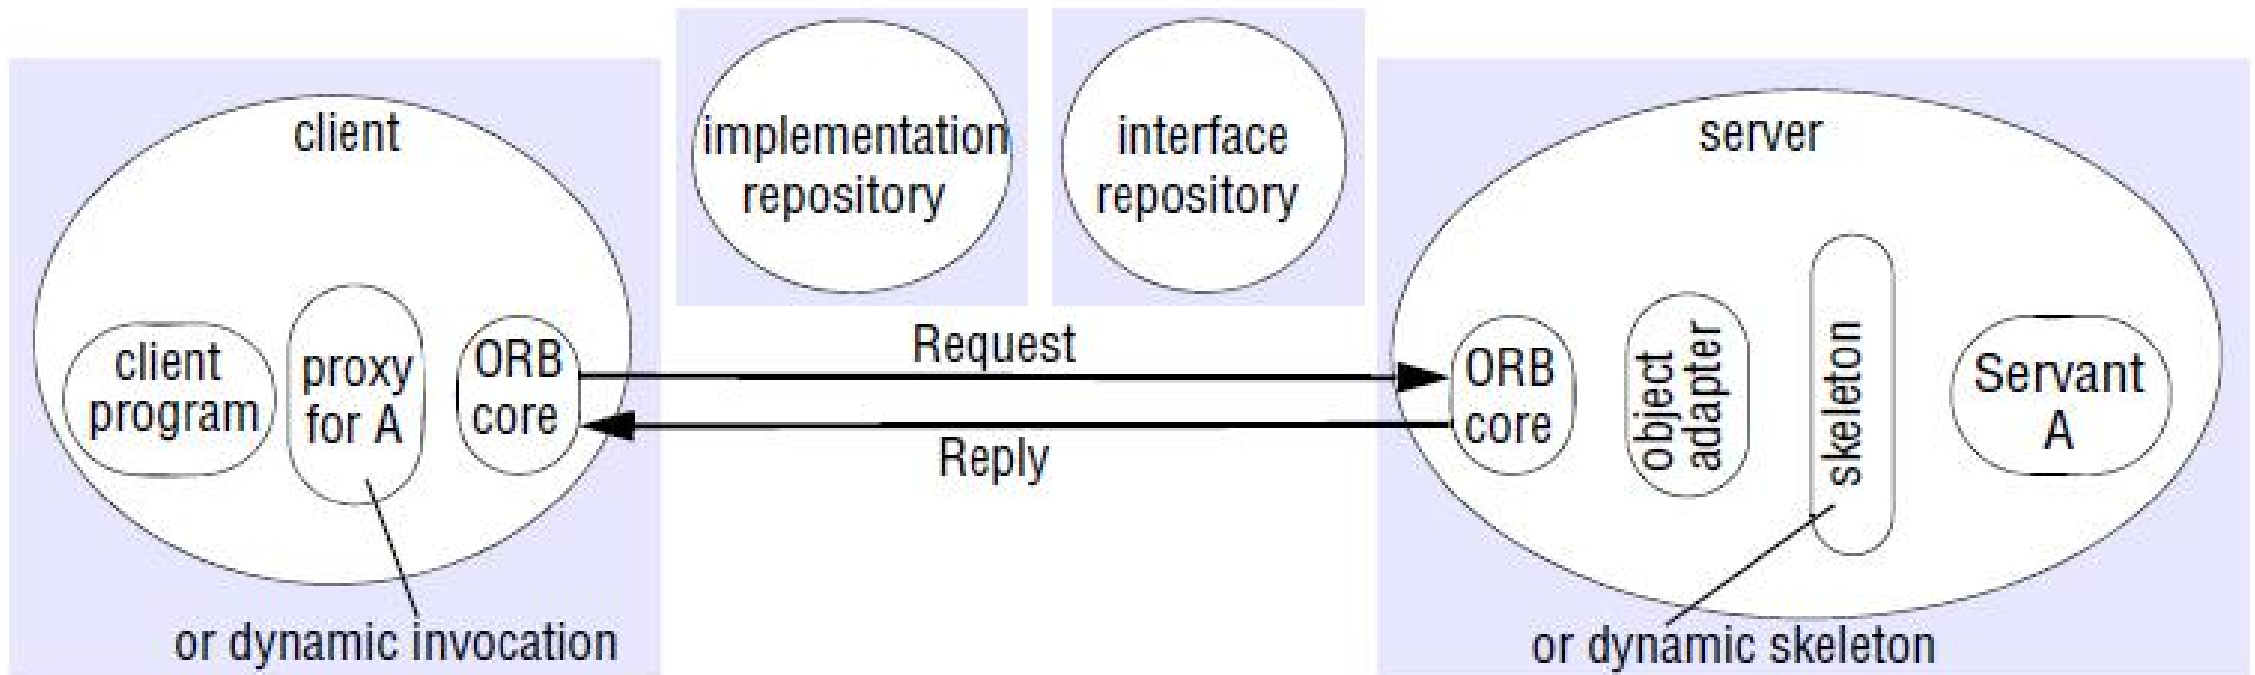 client
client
program
proxy
for A
ORB
core
or dynamic invocation
implementation
repository
interface
repository
Request
Reply
server
ORB
core
object
adapter
skeleton
Servant
A
or dynamic skeleton